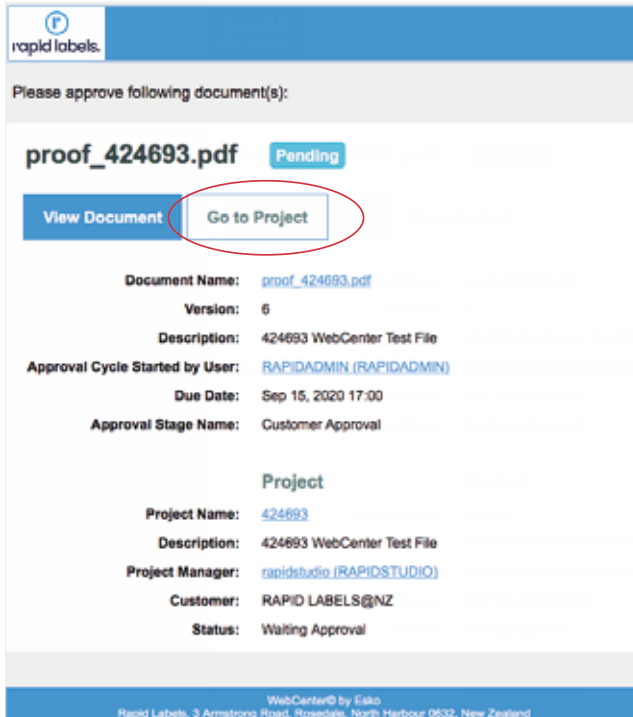 r
rapid labels.
Please approve following document(s):
proof_424693.pdf Pending
View Document Go to Project
Document Name: proof_424693.pdf
Version: 6
Description: 424693 WebCenter Test File
Approval Cycle Started by User: RAPIDADMIN (RAPIDADMIN)
Due Date: Sep 15, 2020 17:00
Approval Stage Name: Customer Approval
Project
Project Name: 424693
Description: 424693 WebCenter Test File
Project Manager: rapidstudio (RAPIDSTUDIO)
Customer: RAPID LABELS@NZ
Status: Waiting Approval
WebCenter© by Esko
Rapid Labels, 3 Armstrong Road, Rosedale, North Harbour 0632, New Zealand